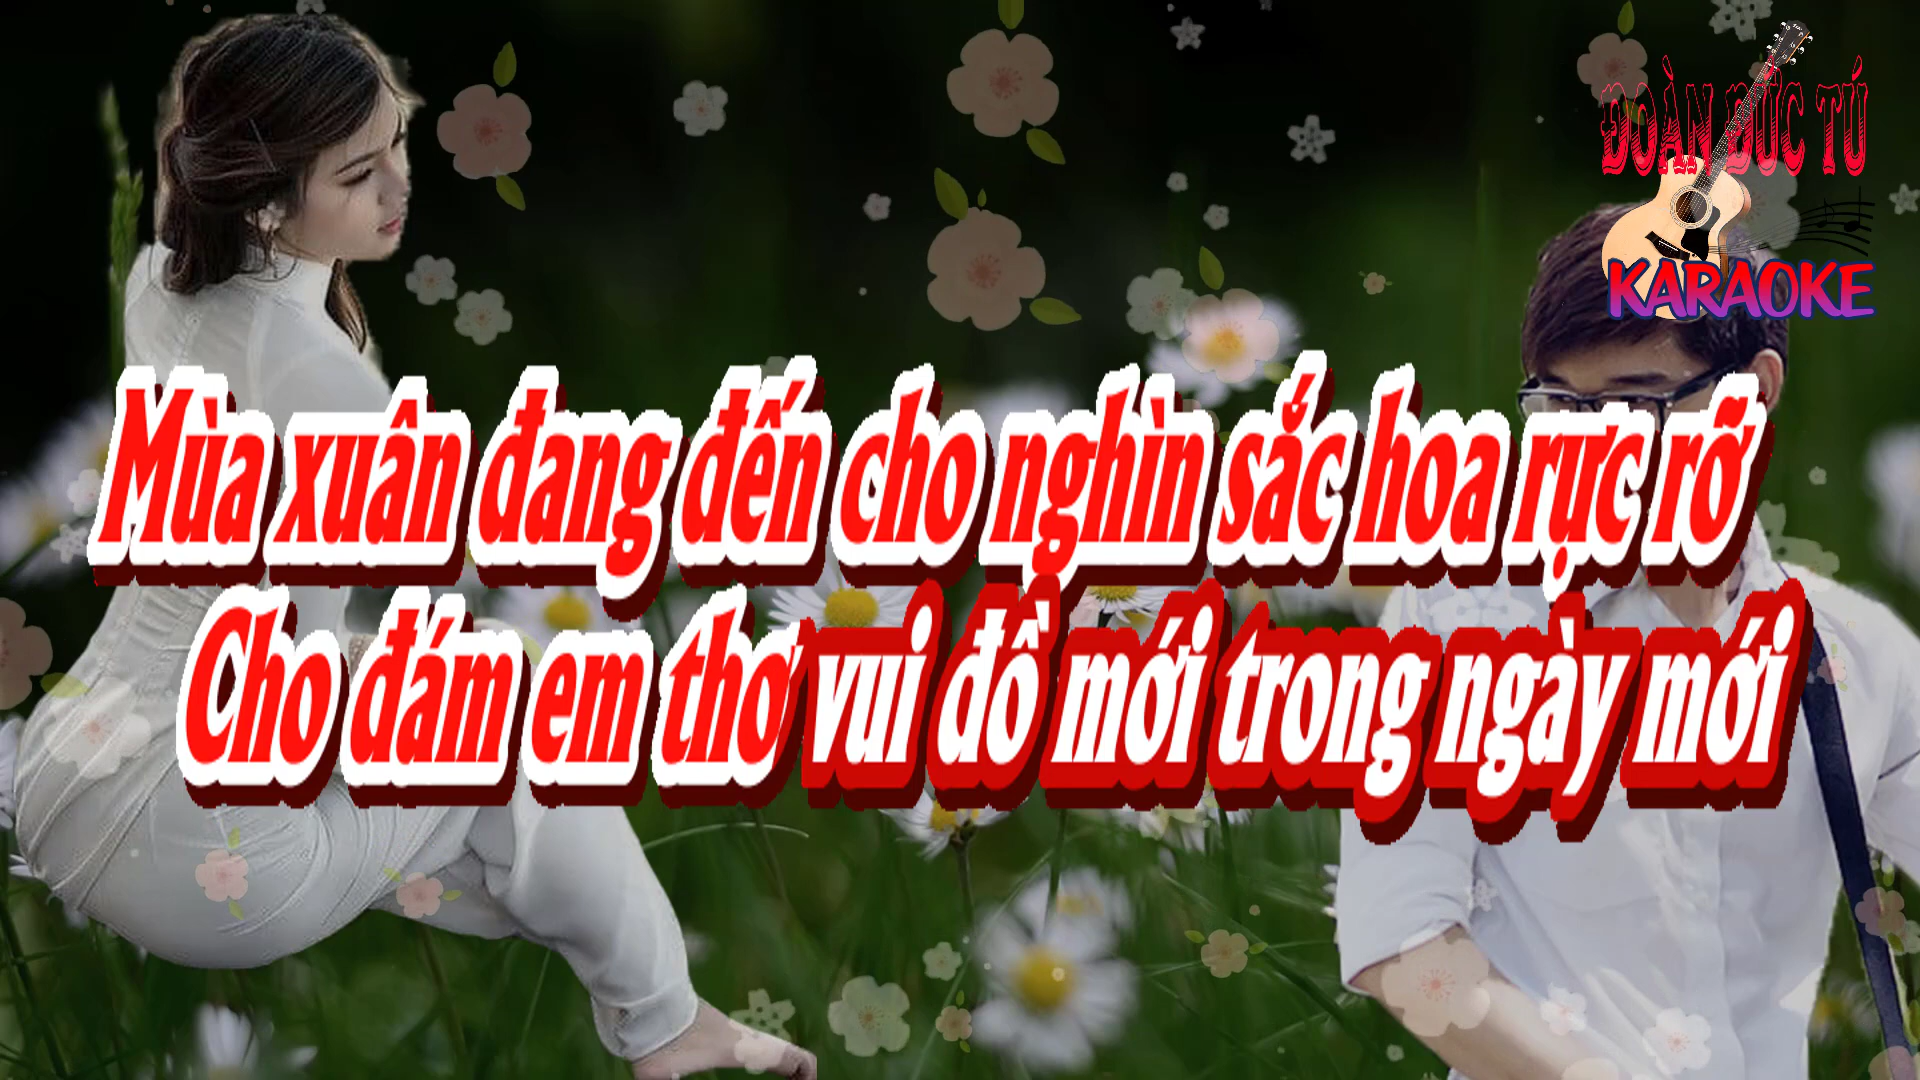 ĐOÀN ĐỨC TÚ
KARAOKE
Mùa xuân đang đến cho nghìn sắc hoa rực rỡ
Cho đám em thơ vui đồ mới trong ngày mới